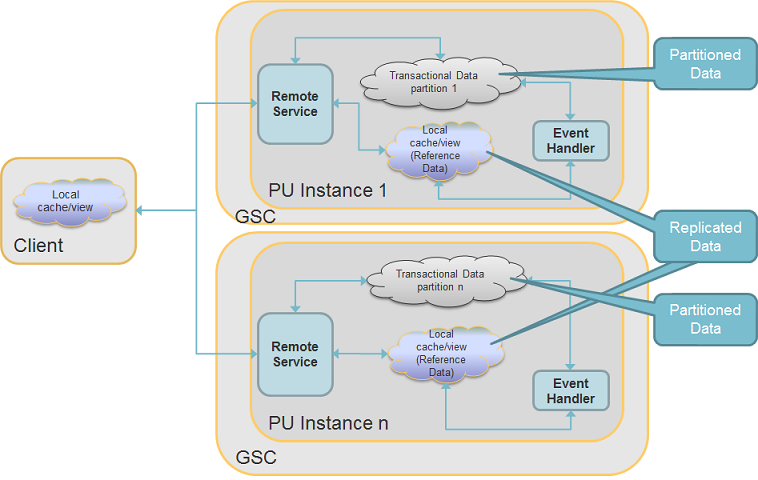 Transactional Data
partition 1
Partitioned
Data
Remote
Service
Local
cache/view
(Reference
Data)
Event
Handler
PU Instance 1
GSC
Local
cache/view
Client
Replicated
Data
Transactional Data
partition n
Partitioned
Data
Remote
Service
Local
cache/view
(Reference
Data)
Event
Handler
PU Instance n
GSC